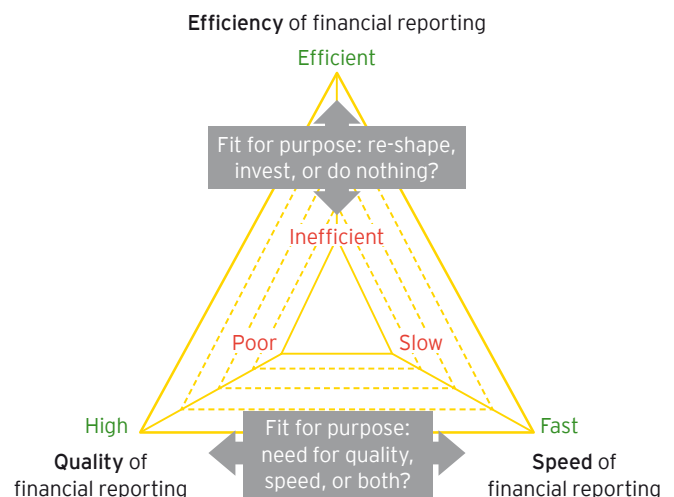 Efficiency of financial reporting
Efficient
Fit for purpose: re-shape,
invest, or do nothing?
Inefficient
Poor
Slow
High
Fast
Fit for purpose:
need for quality,
speed, or both?
Quality of
financial reporting
Speed of
financial reporting